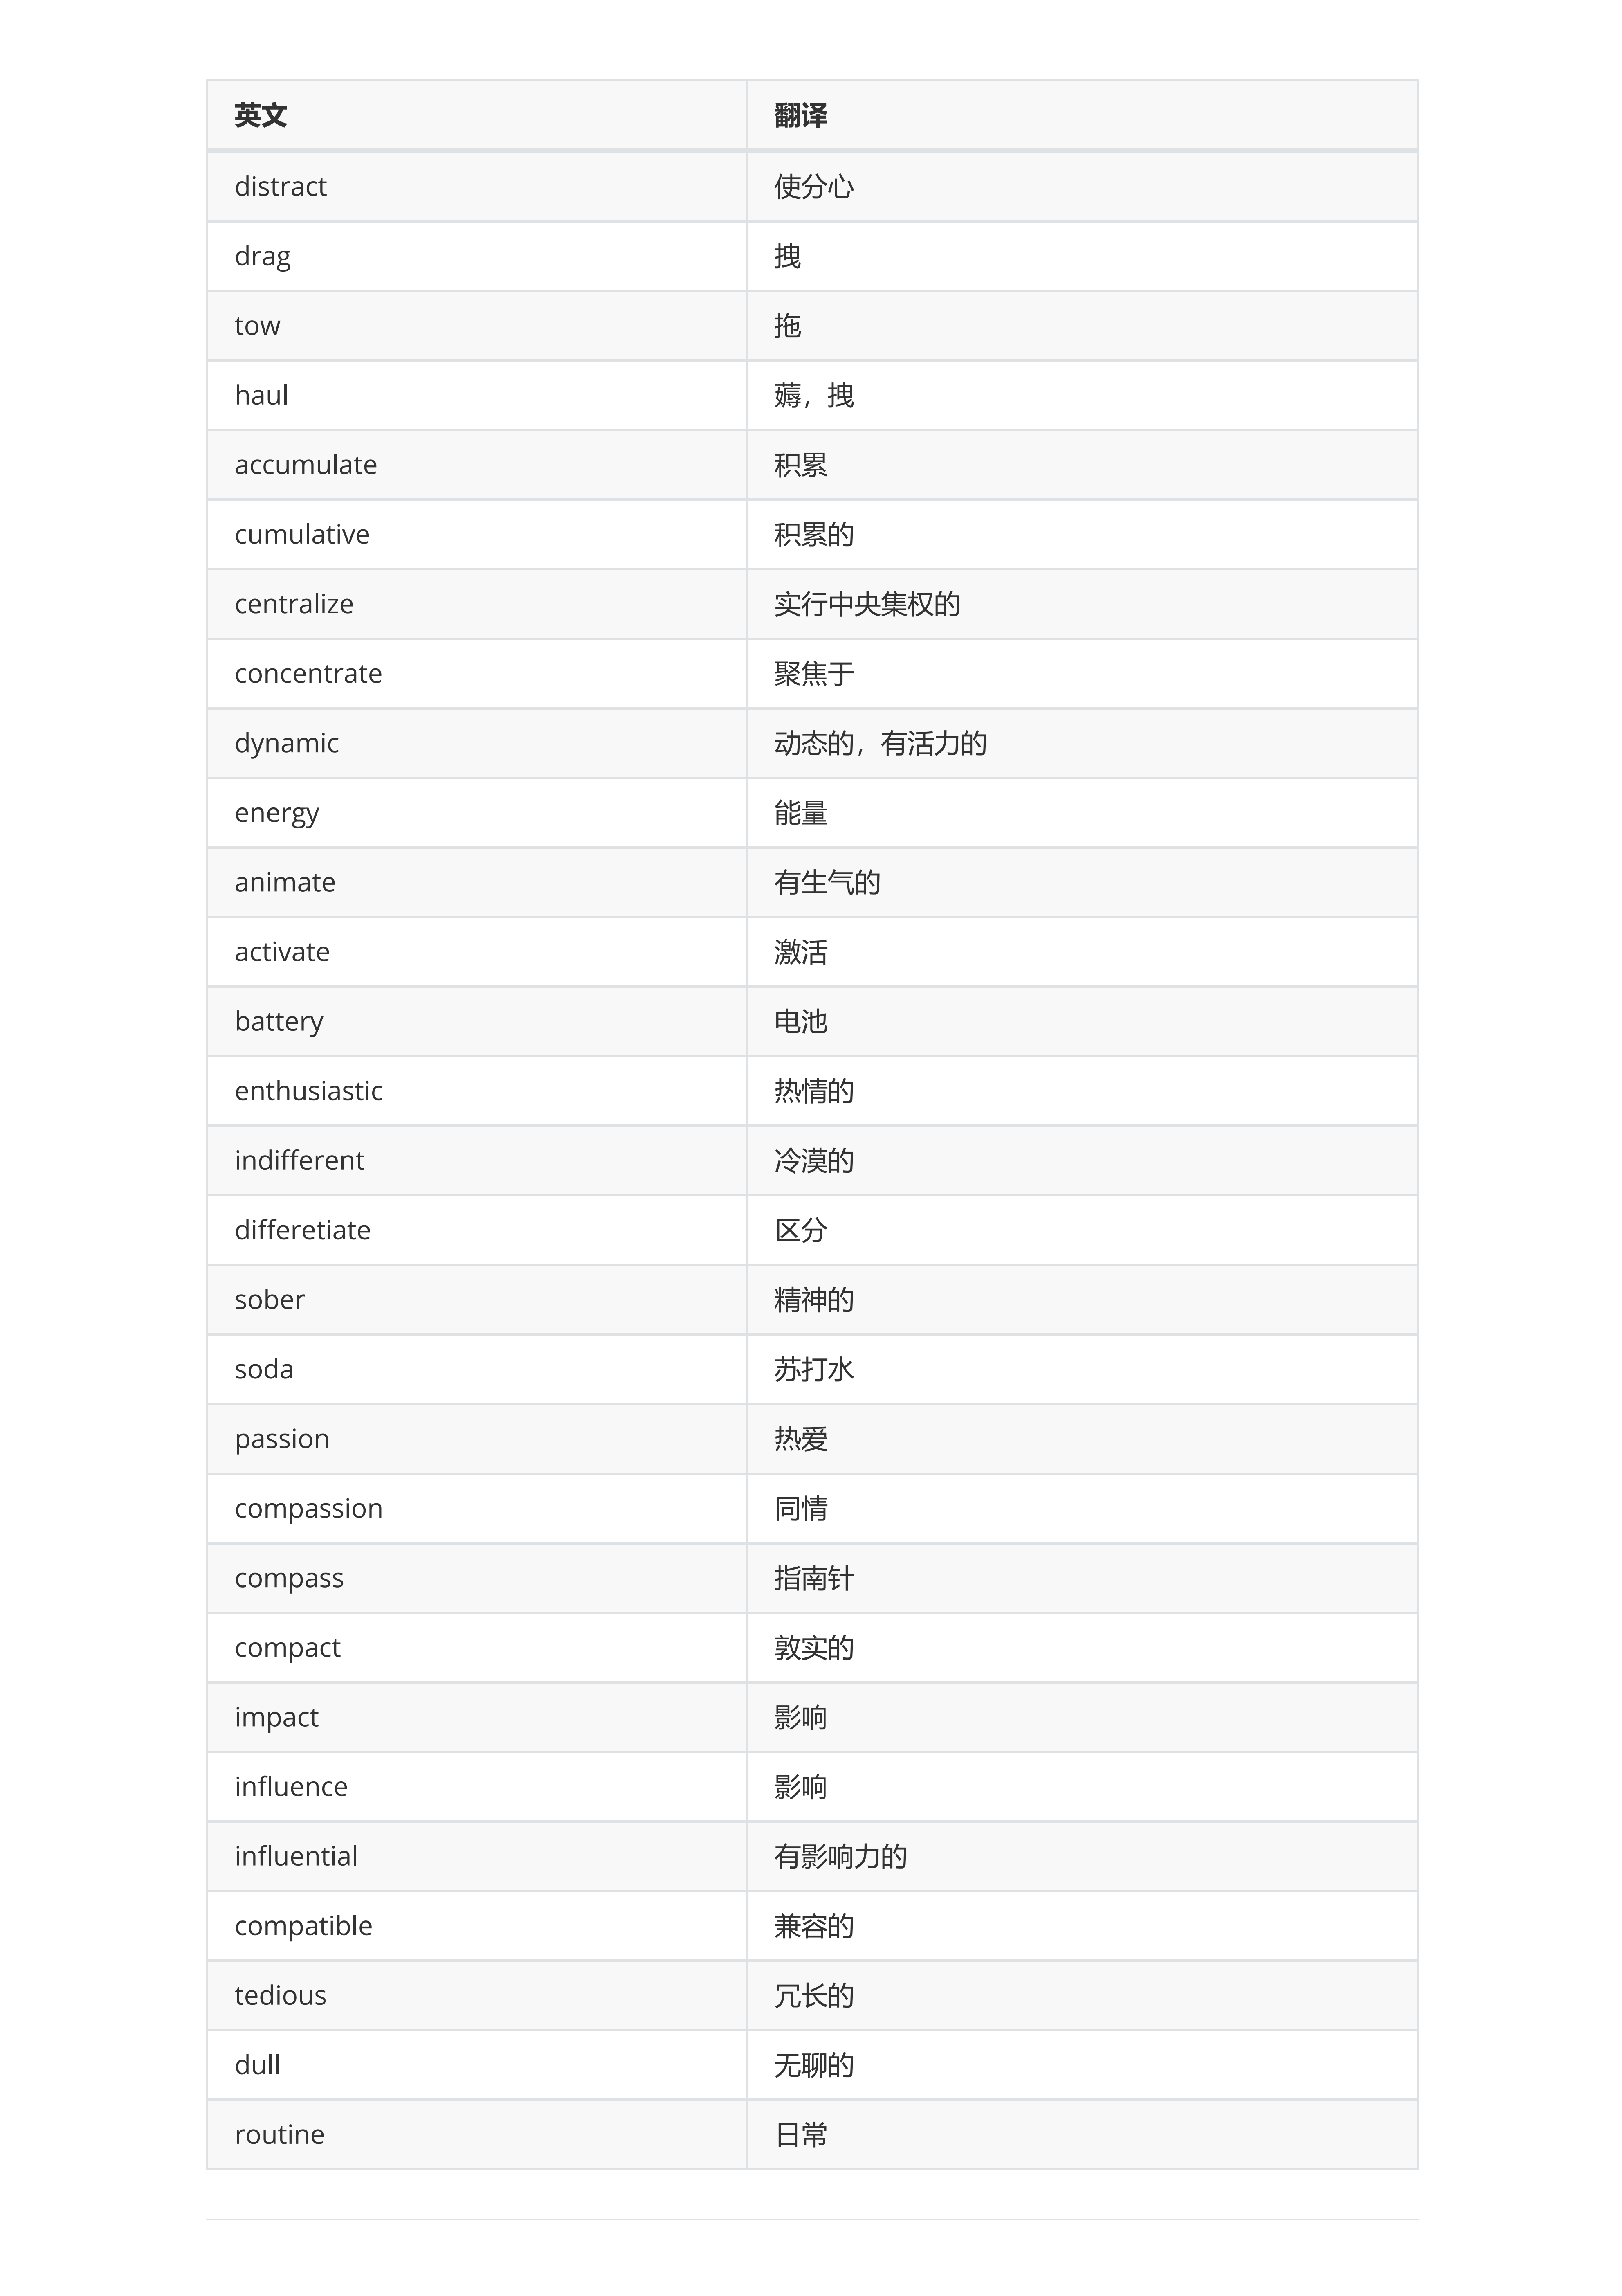 英文 翻译
distract 使分心
drag 拽
tow 拖
haul 薅，拽
accumulate 积累
cumulative 积累的
centralize 实行中央集权的
concentrate 聚焦于
dynamic 动态的，有活力的
energy 能量
animate 有生气的
activate 激活
battery 电池
enthusiastic 热情的
indifferent 冷漠的
differetiate 区分
sober 精神的
soda 苏打水
passion 热爱
compassion 同情
compass 指南针
compact 敦实的
impact 影响
influence 影响
influential 有影响力的
compatible 兼容的
tedious 冗长的
dull 无聊的
routine 日常